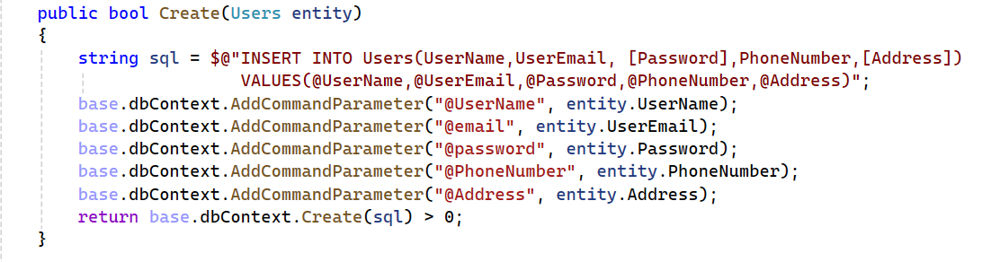 public bool Create(Users entity)
{
string sql = $@"INSERT INTO Users(UserName,UserEmail, [Password],PhoneNumber,[Address])
VALUES(@UserName,@UserEmail,@Password,@PhoneNumber,@Address)";
base.dbContext.AddCommandParameter("@UserName", entity.UserName);
base.dbContext.AddCommandParameter("@email", entity.UserEmail);
base.dbContext.AddCommandParameter("@password", entity.Password);
base.dbContext.AddCommandParameter("@PhoneNumber", entity.PhoneNumber);
base.dbContext.AddCommandParameter("@Address", entity.Address);
return base.dbContext.Create(sql) > 0;
}